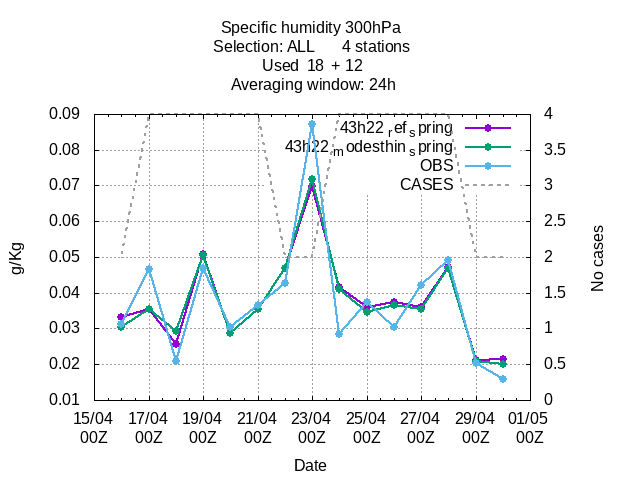 Specific humidity 300hPa
Selection: ALL 4 stations
Used 18 + 12
Averaging window: 24h
0.09
0.08
0.07
0.06
0.05
0.04
0.03
0.02
0.01
g/Kg
43h22 refspring
43h22 modesthinspring
OBS
CASES
4
3.5
3
2.5
2
1.5
1
0.5
0
No cases
15/04 17/04 19/04 21/04 23/04 25/04 27/04 29/04 01/05
00Z 00Z 00Z 00Z 00Z 00Z 00Z 00Z 00Z
Date